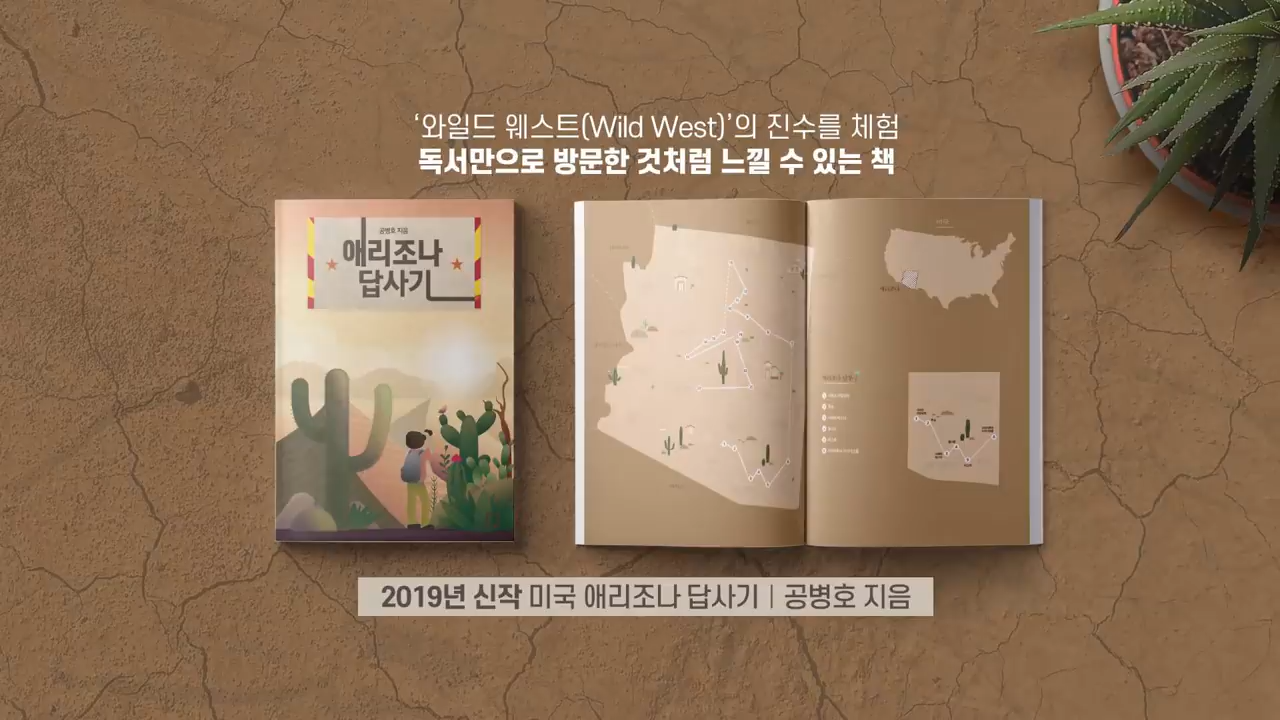 ‘와일드 웨스트(Wild West)’의 진수를 체험
독서만으로 방문한 것처럼 느낄 수 있는 책
공병호 지음
애리조나
답사기
2019년 신작 미국 애리조나 답사기 | 공병호 지음